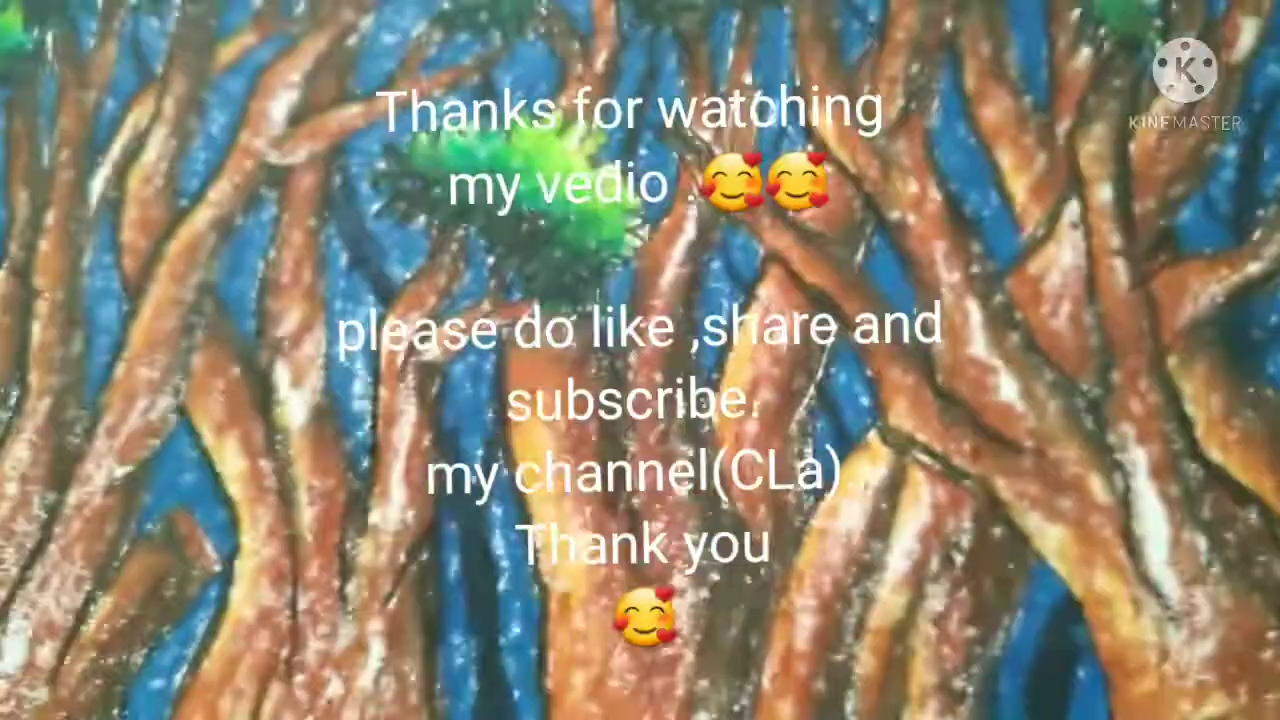 KINEMASTER
Thanks for watching
my vedio .🥰🥰
please do like ,share and
subscribe.
my channel(CLa)
Thank you
🥰